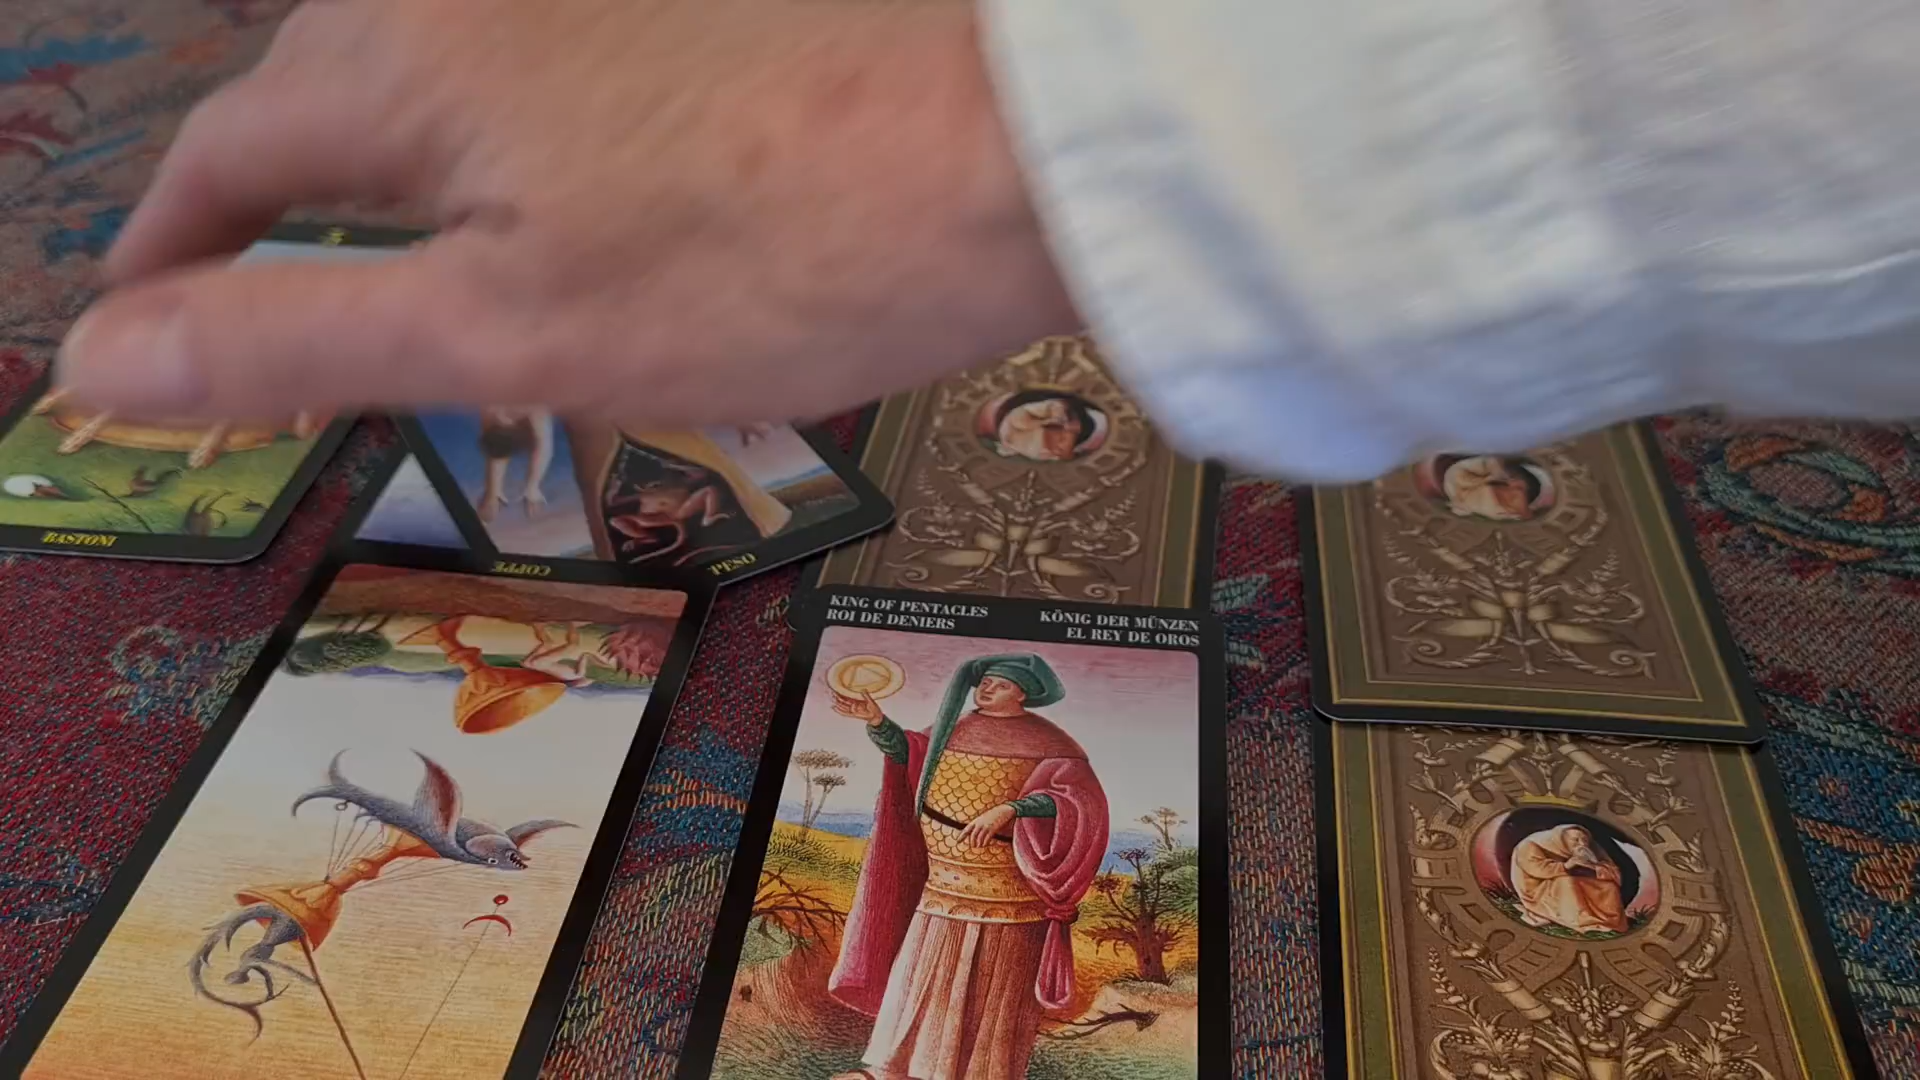 BASTONI
COPPE
PESO
KING OF PENTACLES
ROI DE DENIERS
KÖNIG DER MÜNZEN
EL REY DE OROS